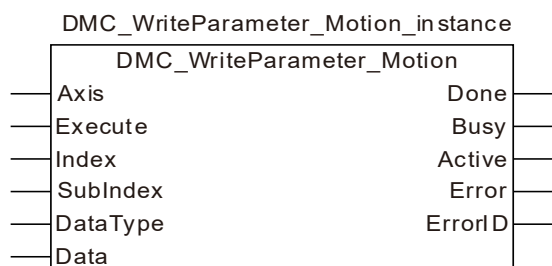 DMC_WriteParameter_Motion_instance
DMC_WriteParameter_Motion
Axis Done
Execute Busy
Index Active
SubIndex Error
DataType ErrorID
Data